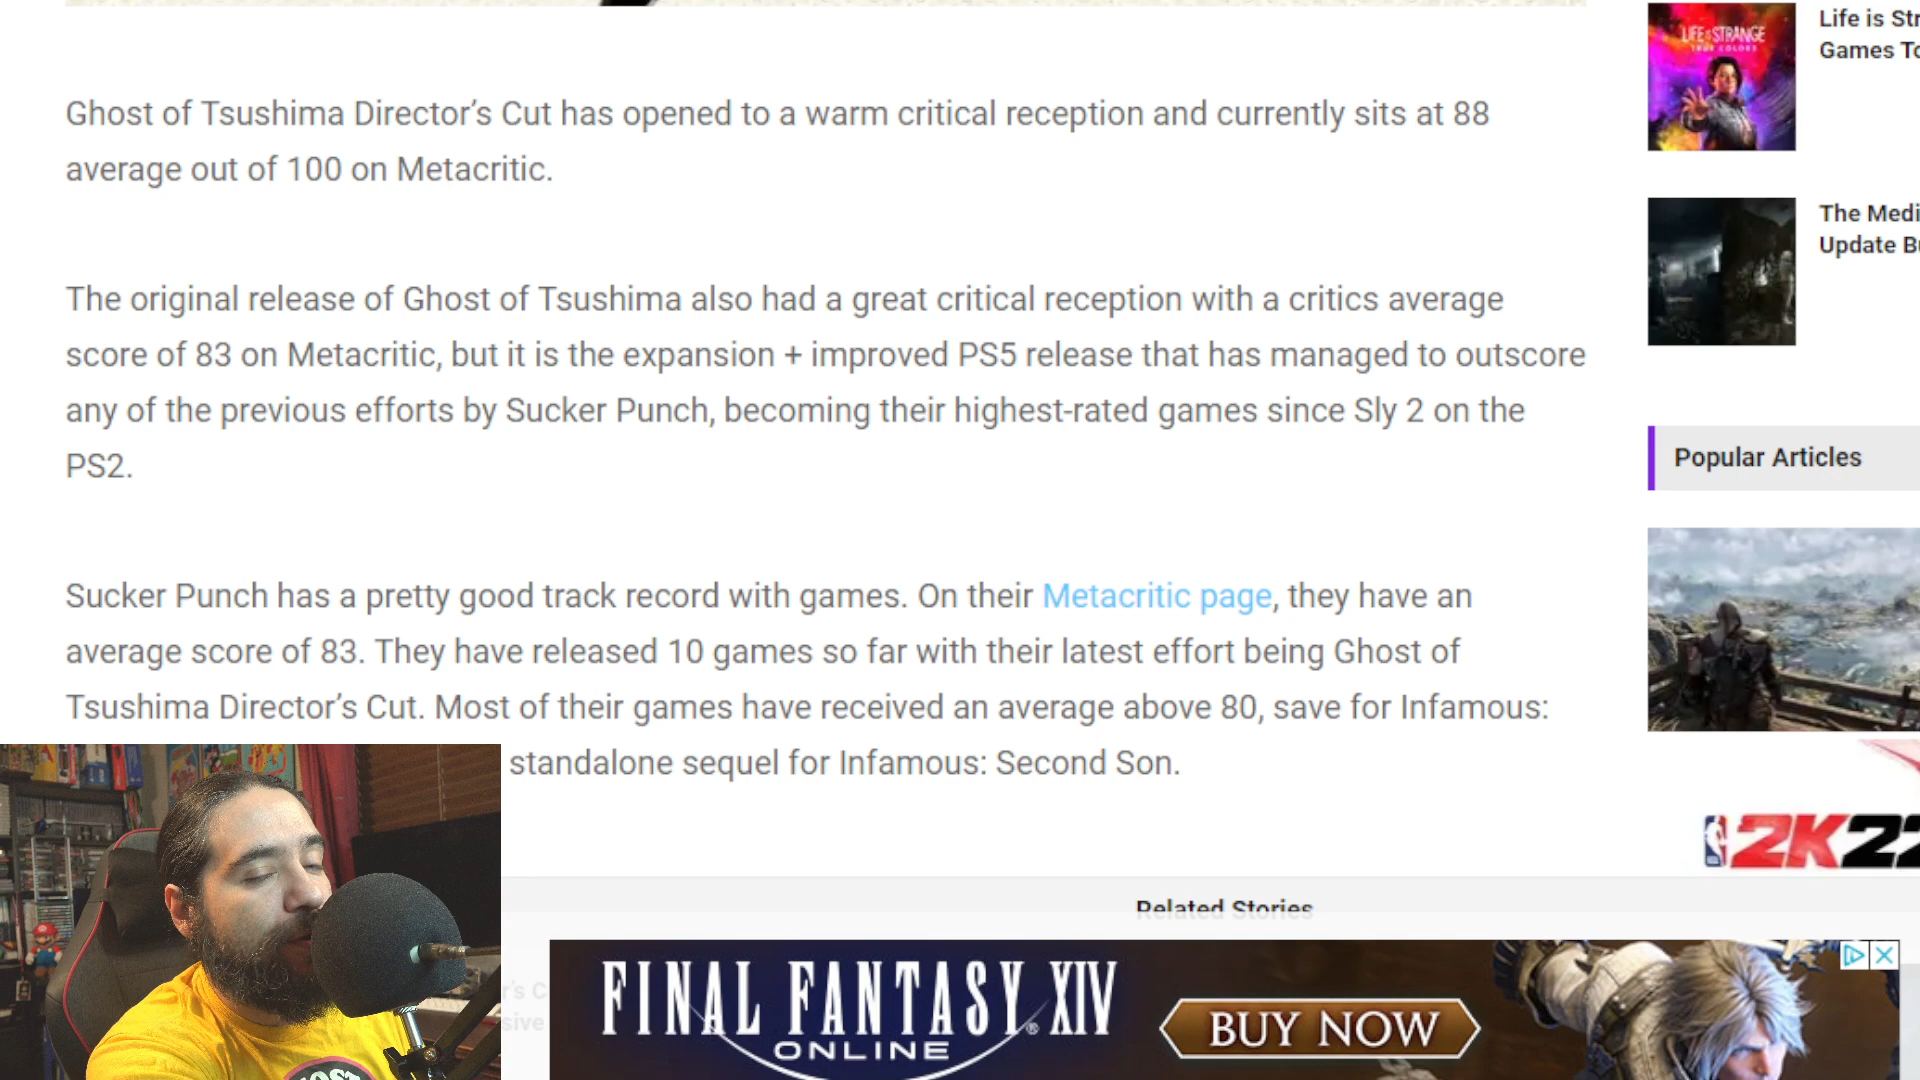 Ghost of Tsushima Director’s Cut has opened to a warm critical reception and currently sits at 88
average out of 100 on Metacritic.
The original release of Ghost of Tsushima also had a great critical reception with a critics average
score of 83 on Metacritic, but it is the expansion + improved PS5 release that has managed to outscore
any of the previous efforts by Sucker Punch, becoming their highest-rated games since Sly 2 on the
PS2.
Sucker Punch has a pretty good track record with games. On their Metacritic page, they have an
average score of 83. They have released 10 games so far with their latest effort being Ghost of
Tsushima Director’s Cut. Most of their games have received an average above 80, save for Infamous:
standalone sequel for Infamous: Second Son.
Related Stories
FINAL FANTASY XIV
ONLINE
BUY NOW
LIFE IS STRANGE
TRUE COLORS
Life is Str
Games To
The Medi
Update Bu
Popular Articles
2K22